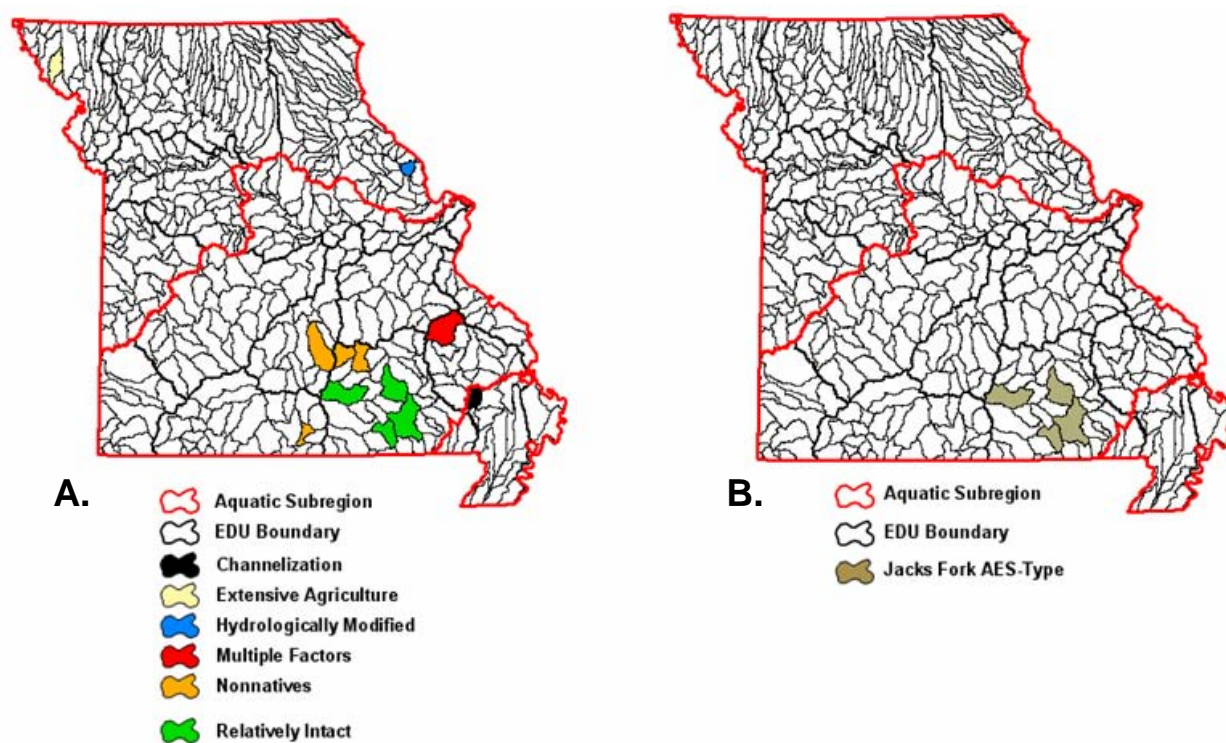 A.
Aquatic Subregion
EDU Boundary
Channelization
Extensive Agriculture
Hydrologically Modified
Multiple Factors
Nonnatives
Relatively Intact
B.
Aquatic Subregion
EDU Boundary
Jacks Fork AES-Type